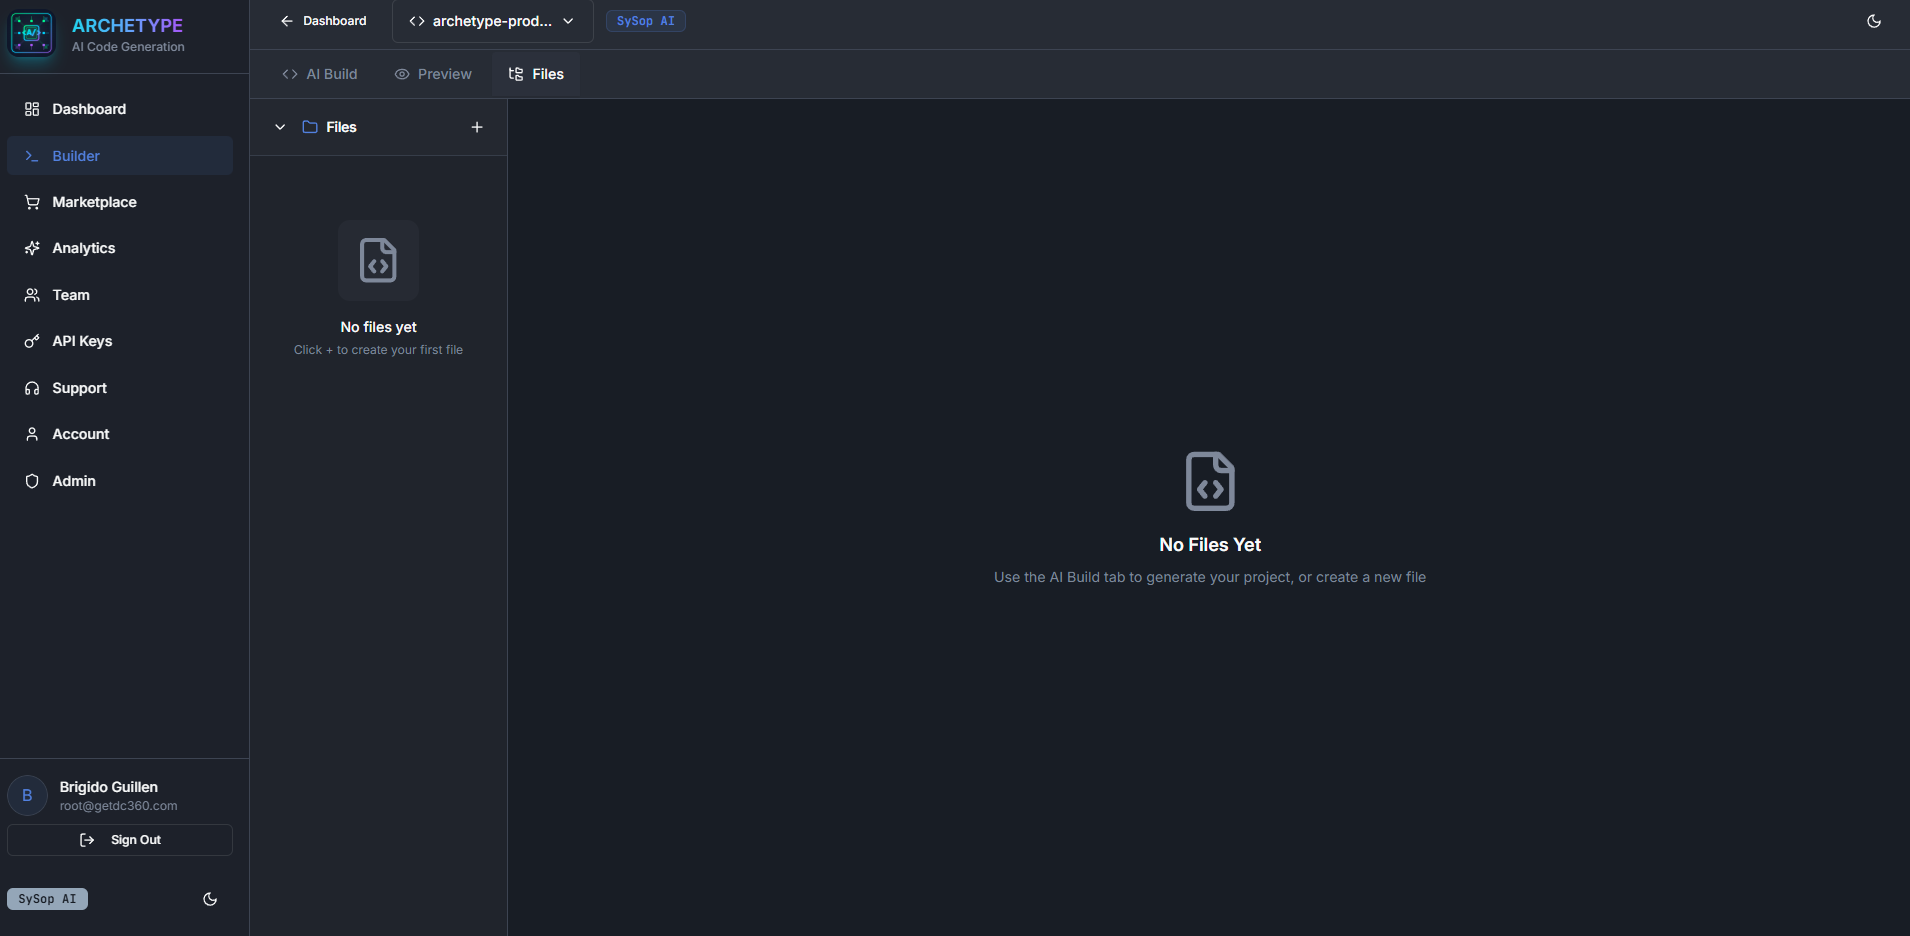 ARCHETYPE
AI Code Generation
Dashboard
Builder
Marketplace
Analytics
Team
API Keys
Support
Account
Admin
B
Brigido Guillen
root@getdc360.com
Sign Out
SySop AI
Dashboard
archetype-prod...
SySop AI
AI Build
Preview
Files
Files
No files yet
Click + to create your first file
No Files Yet
Use the AI Build tab to generate your project, or create a new file